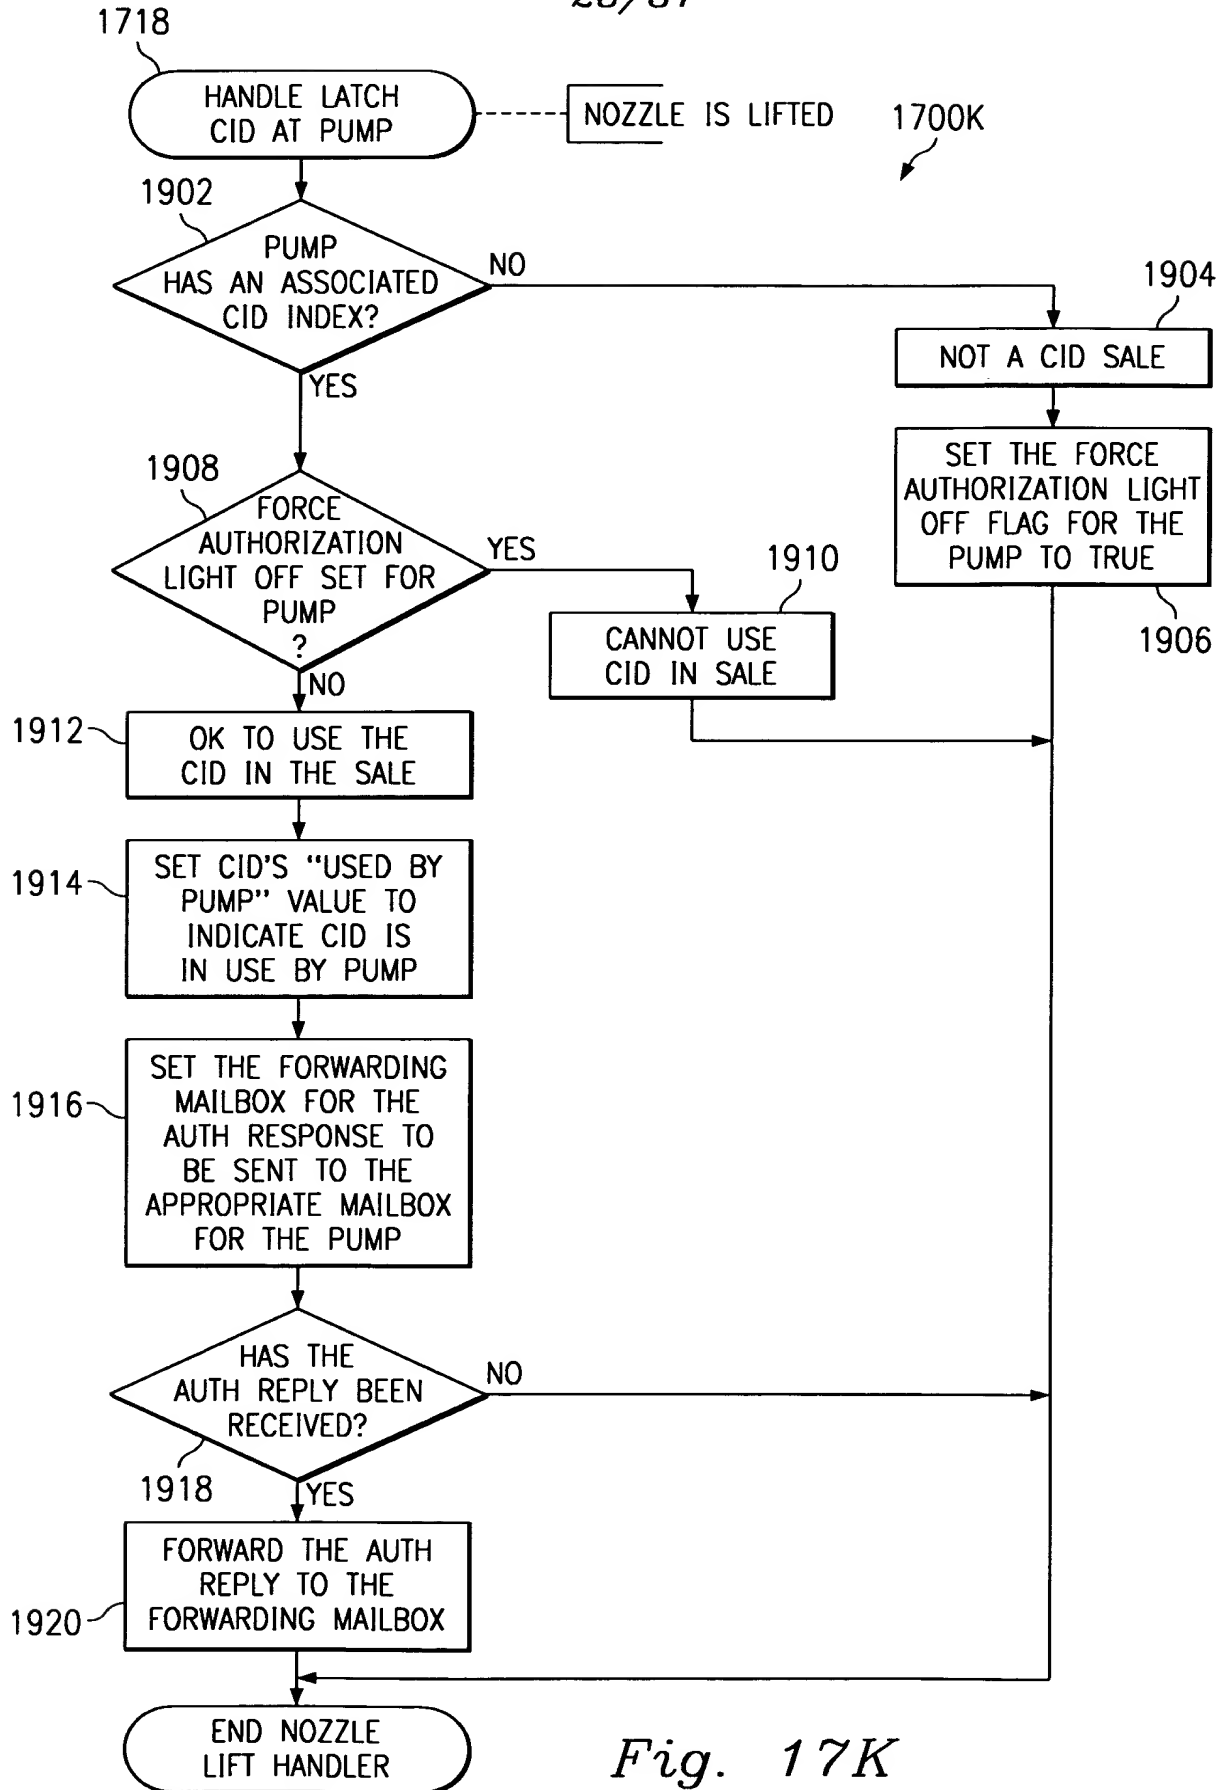 1718
HANDLE LATCH
CID AT PUMP
NOZZLE IS LIFTED
1700K
1902
PUMP
HAS AN ASSOCIATED
CID INDEX?
NO
YES
1904
NOT A CID SALE
SET THE FORCE
AUTHORIZATION LIGHT
OFF FLAG FOR THE
PUMP TO TRUE
1906
1908
FORCE
AUTHORIZATION
LIGHT OFF SET FOR
PUMP
?
YES
NO
1910
CANNOT USE
CID IN SALE
1912
OK TO USE THE
CID IN THE SALE
1914
SET CID'S "USED BY
PUMP" VALUE TO
INDICATE CID IS
IN USE BY PUMP
1916
SET THE FORWARDING
MAILBOX FOR THE
AUTH RESPONSE TO
BE SENT TO THE
APPROPRIATE MAILBOX
FOR THE PUMP
HAS THE
AUTH REPLY BEEN
RECEIVED?
NO
1918
YES
FORWARD THE AUTH
REPLY TO THE
FORWARDING MAILBOX
1920
END NOZZLE
LIFT HANDLER
Fig. 17K